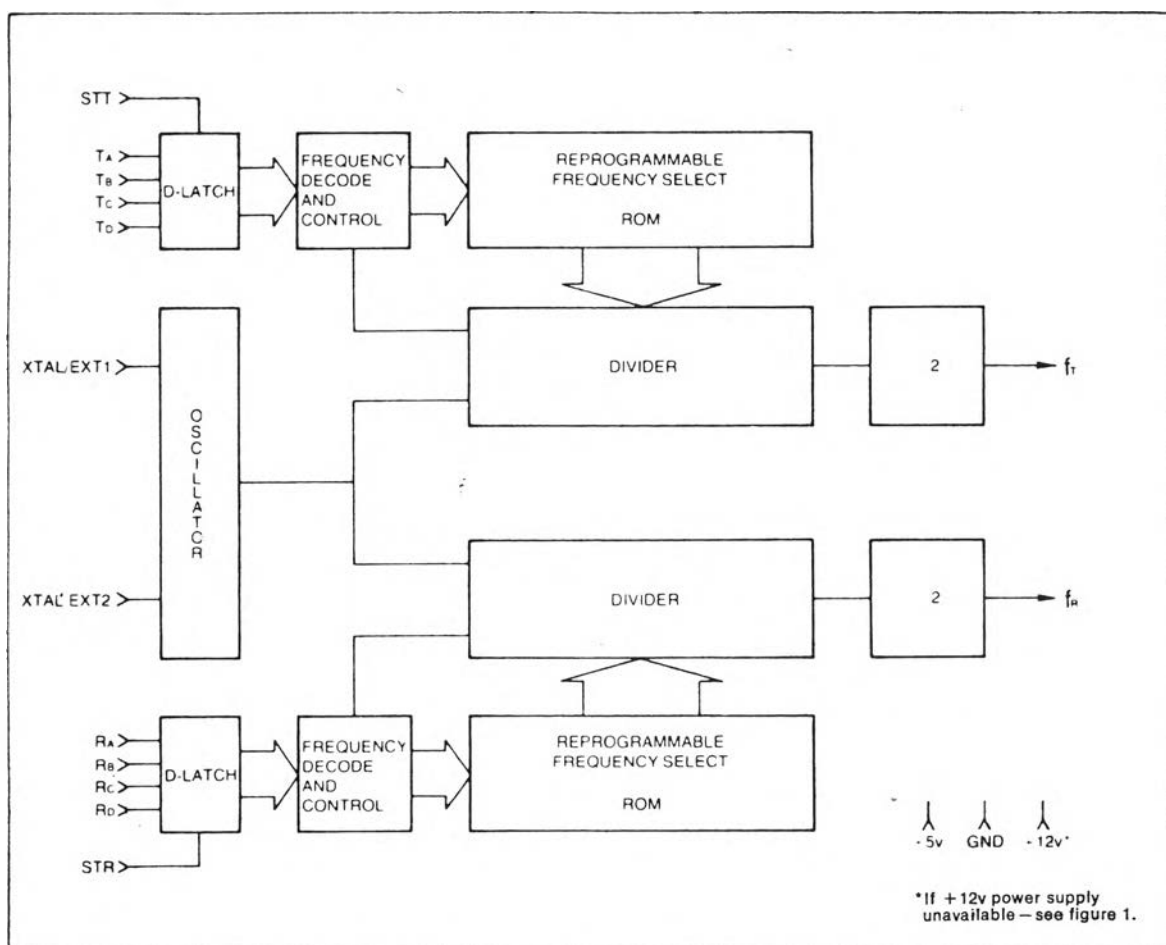 STT
TA
TB
TC
TD
D-LATCH
FREQUENCY
DECODE
AND
CONTROL
REPROGRAMMABLE
FREQUENCY SELECT
ROM
XTAL/EXT1
OSCILLATOR
DIVIDER
2
fT
XTAL' EXT2
DIVIDER
2
fR
RA
RB
RC
RD
D-LATCH
STR
FREQUENCY
DECODE
AND
CONTROL
REPROGRAMMABLE
FREQUENCY SELECT
ROM
- 5v GND - 12v*
*If +12v power supply
unavailable — see figure 1.